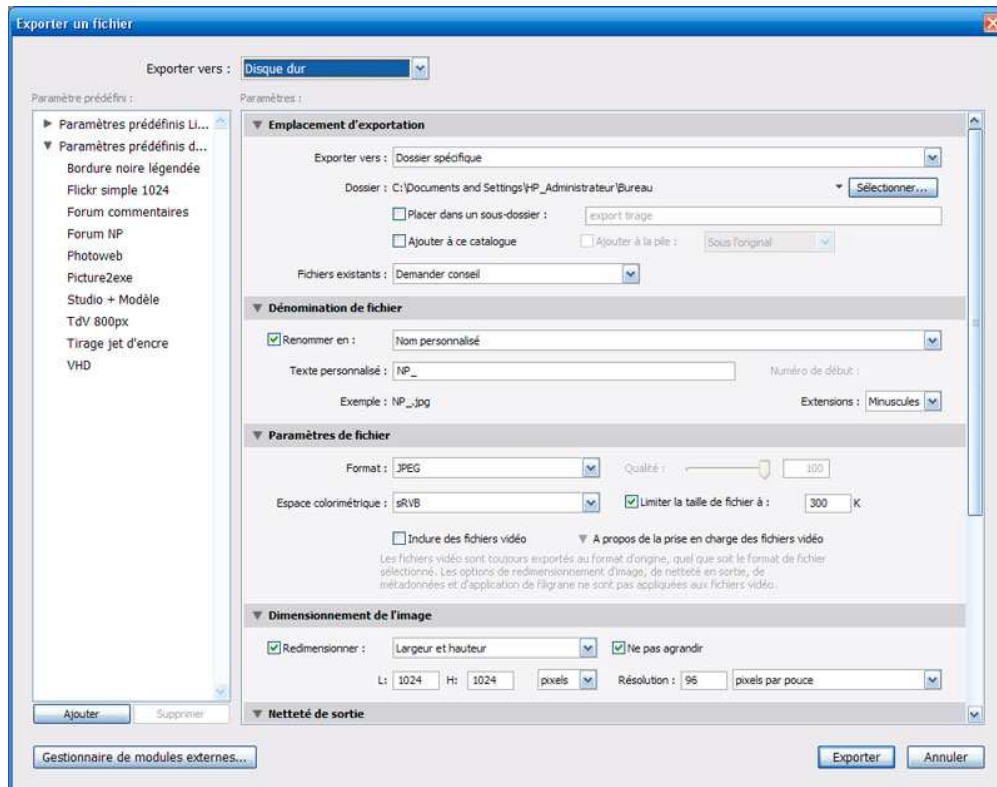 Exporter un fichier
Exporter vers : Disque dur
Paramètre prédéfini :
Paramètres prédéfinis Li...
Paramètres prédéfinis d...
Bordure noire légendée
Flickr simple 1024
Forum commentaires
Forum NP
Photoweb
Picture2exe
Studio + Modèle
TdV 800px
Tirage jet d'encre
VHD
Ajouter Supprimer
Paramètres :
Emplacement d'exportation
Exporter vers : Dossier spécifique
Dossier : C:\Documents and Settings\HP_Administrateur\Bureau Sélectionner...
Placer dans un sous-dossier : export tirage
Ajouter à ce catalogue Ajouter à la pile : Sous l'original
Fichiers existants : Demander conseil
Dénomination de fichier
Renommer en : Nom personnalisé
Texte personnalisé : NP_ Numéro de début :
Exemple : NP_.jpg Extensions : Minuscules
Paramètres de fichier
Format : JPEG Qualité : 100
Espace colorimétrique : sRVB Limiter la taille de fichier à : 300 K
Inclure des fichiers vidéo A propos de la prise en charge des fichiers vidéo
Les fichiers vidéo sont toujours exportés au format d'origine, quel que soit le format de fichier
sélectionné. Les options de redimensionnement d'image, de netteté en sortie, de
métadonnées et d'application de filigrane ne sont pas appliquées aux fichiers vidéo.
Dimensionnement de l'image
Redimensionner : Largeur et hauteur Ne pas agrandir
L: 1024 H: 1024 pixels Résolution : 96 pixels par pouce
Netteté de sortie
Gestionnaire de modules externes... Exporter Annuler